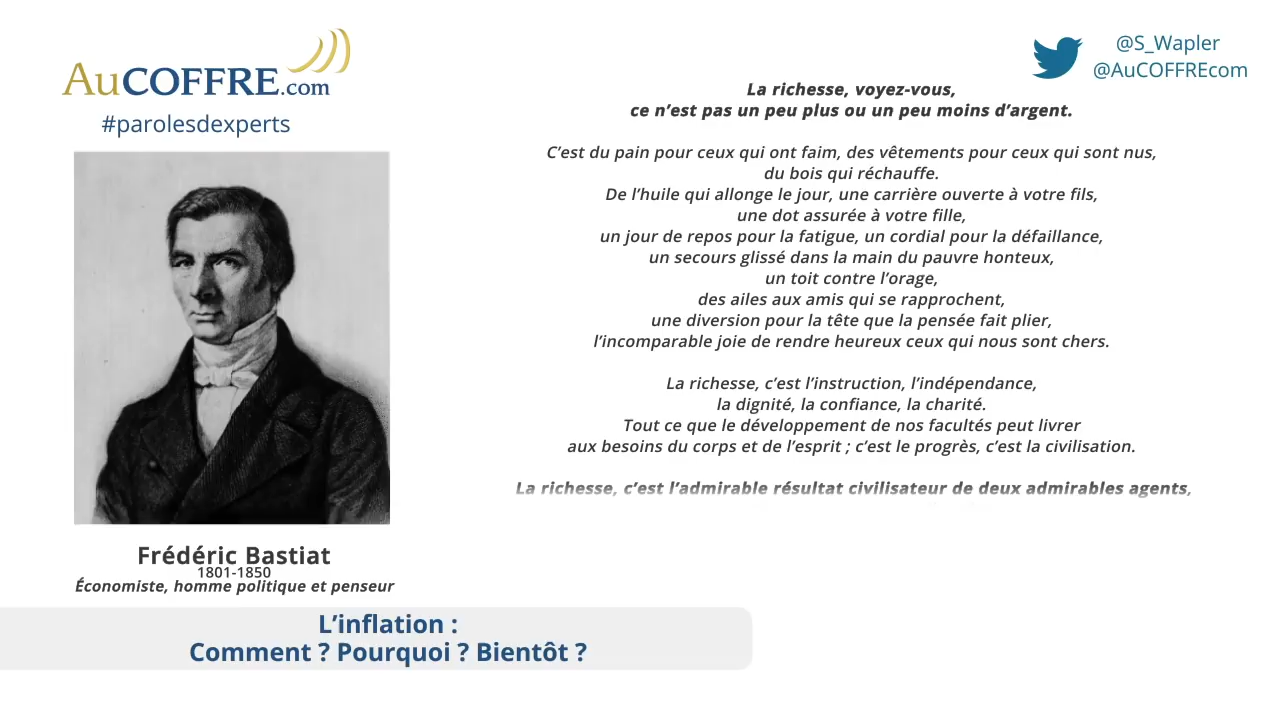 AuCOFFRE.com
#parolesdexperts
@S_Wapler
@AuCOFFREcom
La richesse, voyez-vous,
ce n’est pas un peu plus ou un peu moins d’argent.
C’est du pain pour ceux qui ont faim, des vêtements pour ceux qui sont nus,
du bois qui réchauffe.
De l’huile qui allonge le jour, une carrière ouverte à votre fils,
une dot assurée à votre fille,
un jour de repos pour la fatigue, un cordial pour la défaillance,
un secours glissé dans la main du pauvre honteux,
un toit contre l’orage,
des ailes aux amis qui se rapprochent,
une diversion pour la tête que la pensée fait plier,
l’incomparable joie de rendre heureux ceux qui nous sont chers.
La richesse, c’est l’instruction, l’indépendance,
la dignité, la confiance, la charité.
Tout ce que le développement de nos facultés peut livrer
aux besoins du corps et de l’esprit ; c’est le progrès, c’est la civilisation.
La richesse, c’est l’admirable résultat civilisateur de deux admirables agents,
Frédéric Bastiat
1801-1850
Économiste, homme politique et penseur
L’inflation :
Comment ? Pourquoi ? Bientôt ?